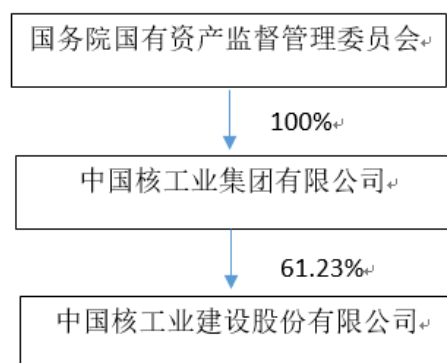 国务院国有资产监督管理委员会
100%
中国核工业集团有限公司
61.23%
中国核工业建设股份有限公司